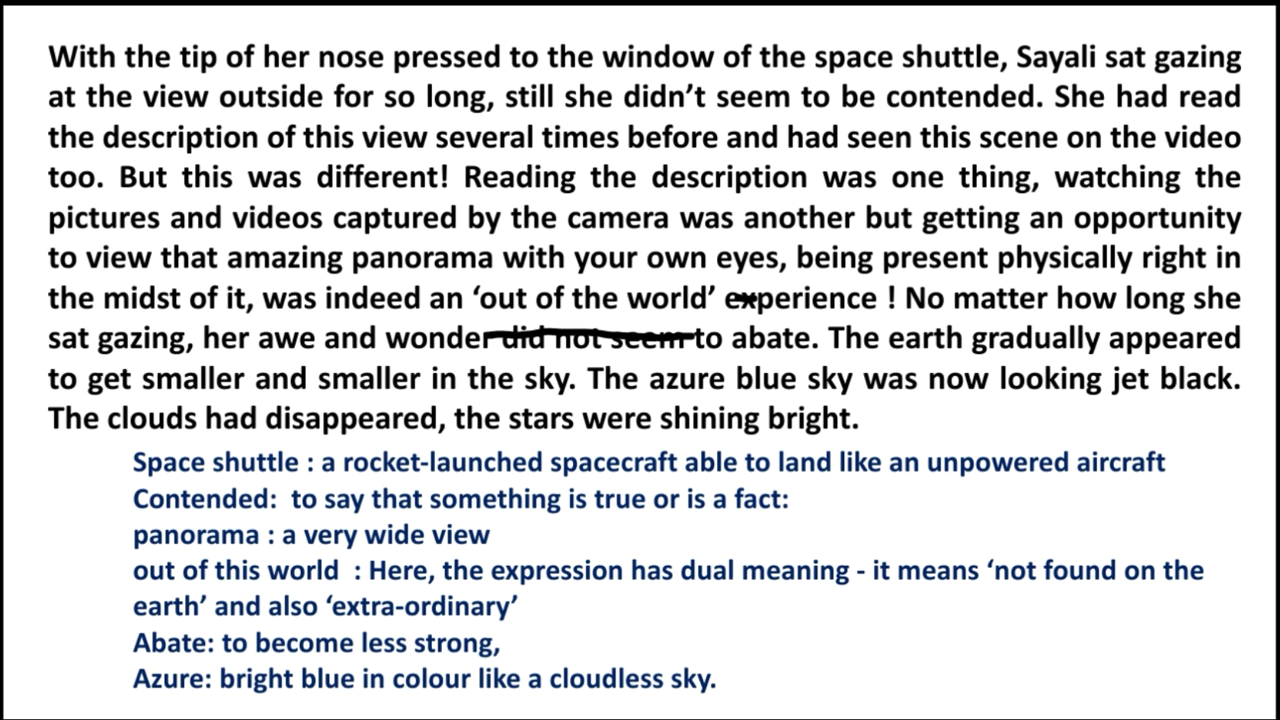 With the tip of her nose pressed to the window of the space shuttle, Sayali sat gazing
at the view outside for so long, still she didn’t seem to be contended. She had read
the description of this view several times before and had seen this scene on the video
too. But this was different! Reading the description was one thing, watching the
pictures and videos captured by the camera was another but getting an opportunity
to view that amazing panorama with your own eyes, being present physically right in
the midst of it, was indeed an ‘out of the world’ experience ! No matter how long she
sat gazing, her awe and wonder did not seem to abate. The earth gradually appeared
to get smaller and smaller in the sky. The azure blue sky was now looking jet black.
The clouds had disappeared, the stars were shining bright.
Space shuttle : a rocket-launched spacecraft able to land like an unpowered aircraft
Contended:  to say that something is true or is a fact:
panorama : a very wide view
out of this world  : Here, the expression has dual meaning - it means ‘not found on the
earth’ and also ‘extra-ordinary’
Abate: to become less strong,
Azure: bright blue in colour like a cloudless sky.